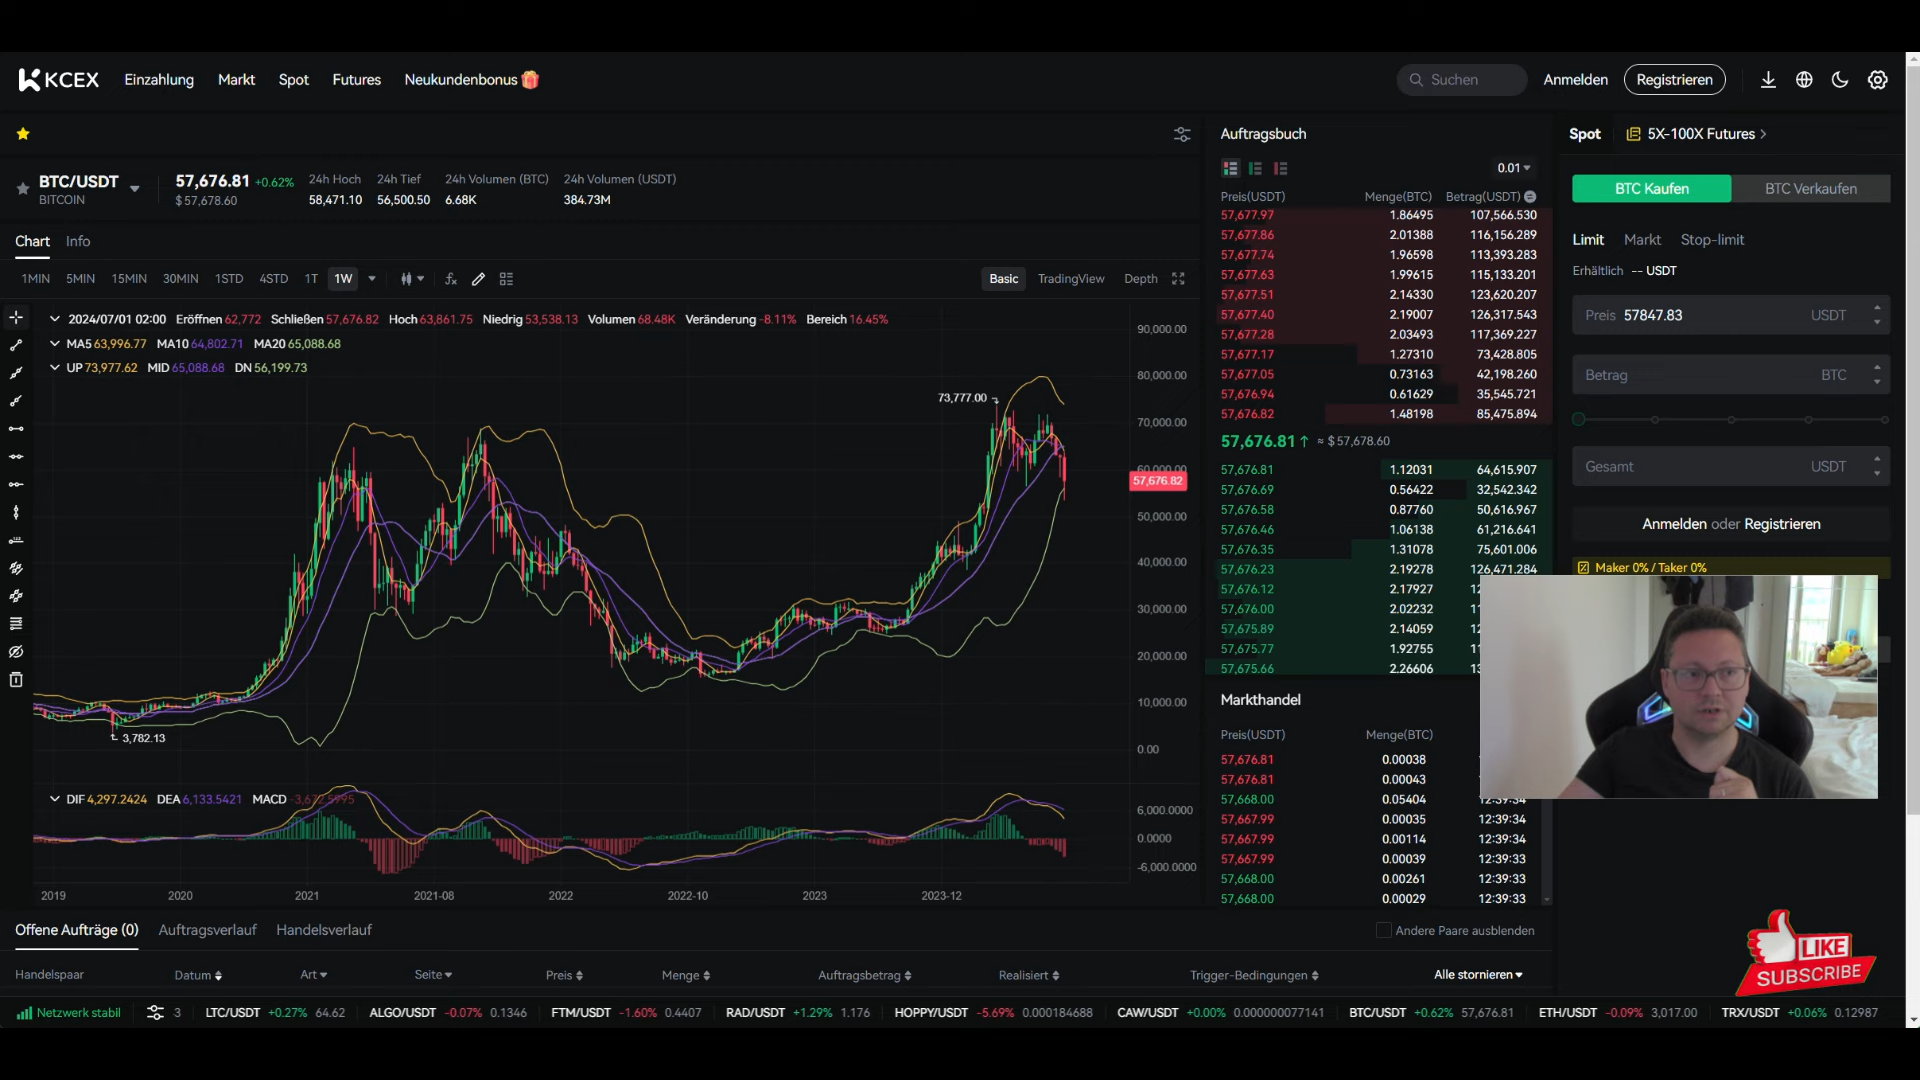 KCEX Einzahlung Markt Spot Futures Neukundenbonus Suchen Anmelden Registrieren
BTC/USDT
BITCOIN
57,676.81 +0.62%
$ 57,678.60
24h Hoch
58,471.10
24h Tief
56,500.50
24h Volumen (BTC)
6.68K
24h Volumen (USDT)
384.73M
Chart Info
1MIN 5MIN 15MIN 30MIN 1STD 4STD 1T 1W Basic TradingView Depth
2024/07/01 02:00 Eröffnen 62,772 Schließen 57,676.82 Hoch 63,861.75 Niedrig 53,538.13 Volumen 68.48K Veränderung -8.11% Bereich 16.45%
MA5 63,996.77 MA10 64,802.71 MA20 65,088.68
UP 73,977.62 MID 65,088.68 DN 56,199.73
73,777.00
3,782.13
90,000.00
80,000.00
70,000.00
60,000.00
57,676.82
50,000.00
40,000.00
30,000.00
20,000.00
10,000.00
0.00
DIF 4,297.2424 DEA 6,133.5421 MACD
6,000.0000
0.0000
-6,000.0000
2019 2020 2021 2021-08 2022 2022-10 2023 2023-12
Auftragsbuch
0.01
Preis(USDT) Menge(BTC) Betrag(USDT)
57,677.97 1.86495 107,566.530
57,677.86 2.01388 116,156.289
57,677.74 1.96598 113,393.283
57,677.63 1.99615 115,133.201
57,677.51 2.14330 123,620.207
57,677.40 2.19007 126,317.543
57,677.28 2.03493 117,369.227
57,677.17 1.27310 73,428.805
57,677.05 0.73163 42,198.260
57,676.94 0.61629 35,545.721
57,676.82 1.48198 85,475.894
57,676.81 ↑ ≈ $ 57,678.60
57,676.81 1.12031 64,615.907
57,676.69 0.56422 32,542.342
57,676.58 0.87760 50,616.967
57,676.46 1.06138 61,216.641
57,676.35 1.31078 75,601.006
57,676.23 2.19278 126,471.284
57,676.12 2.17927
57,676.00 2.02232
57,675.89 2.14059
57,675.77 1.92755
57,675.66 2.26606
Markthandel
Preis(USDT) Menge(BTC)
57,676.81 0.00038
57,676.81 0.00043
57,668.00 0.05404 12:39:34
57,667.99 0.00035 12:39:34
57,667.99 0.00114 12:39:34
57,667.99 0.00039 12:39:33
57,668.00 0.00261 12:39:33
57,668.00 0.00029 12:39:33
Spot 5X-100X Futures
BTC Kaufen BTC Verkaufen
Limit Markt Stop-limit
Erhältlich -- USDT
Preis 57847.83 USDT
Betrag BTC
Gesamt USDT
Anmelden oder Registrieren
Maker 0% / Taker 0%
LIKE
SUBSCRIBE
Offene Aufträge (0) Auftragsverlauf Handelsverlauf Andere Paare ausblenden
Handelspaar Datum Art Seite Preis Menge Auftragsbetrag Realisiert Trigger-Bedingungen Alle stornieren
Netzwerk stabil 3 LTC/USDT +0.27% 64.62 ALGO/USDT -0.07% 0.1346 FTM/USDT -1.60% 0.4407 RAD/USDT +1.29% 1.176 HOPPY/USDT -5.69% 0.000184688 CAW/USDT +0.00% 0.000000077141 BTC/USDT +0.62% 57,676.81 ETH/USDT -0.09% 3,017.00 TRX/USDT +0.06% 0.12987